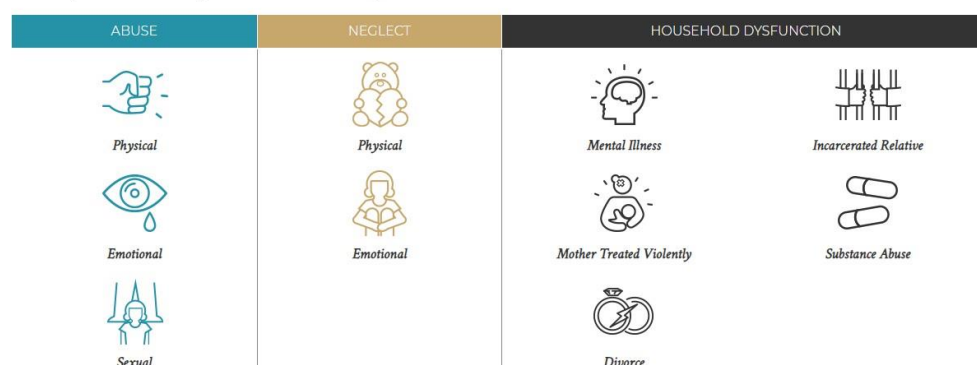 ABUSE
NEGLECT
HOUSEHOLD DYSFUNCTION
Physical
Physical
Mental Illness
Incarcerated Relative
Emotional
Emotional
Mother Treated Violently
Substance Abuse
Sexual
Divorce